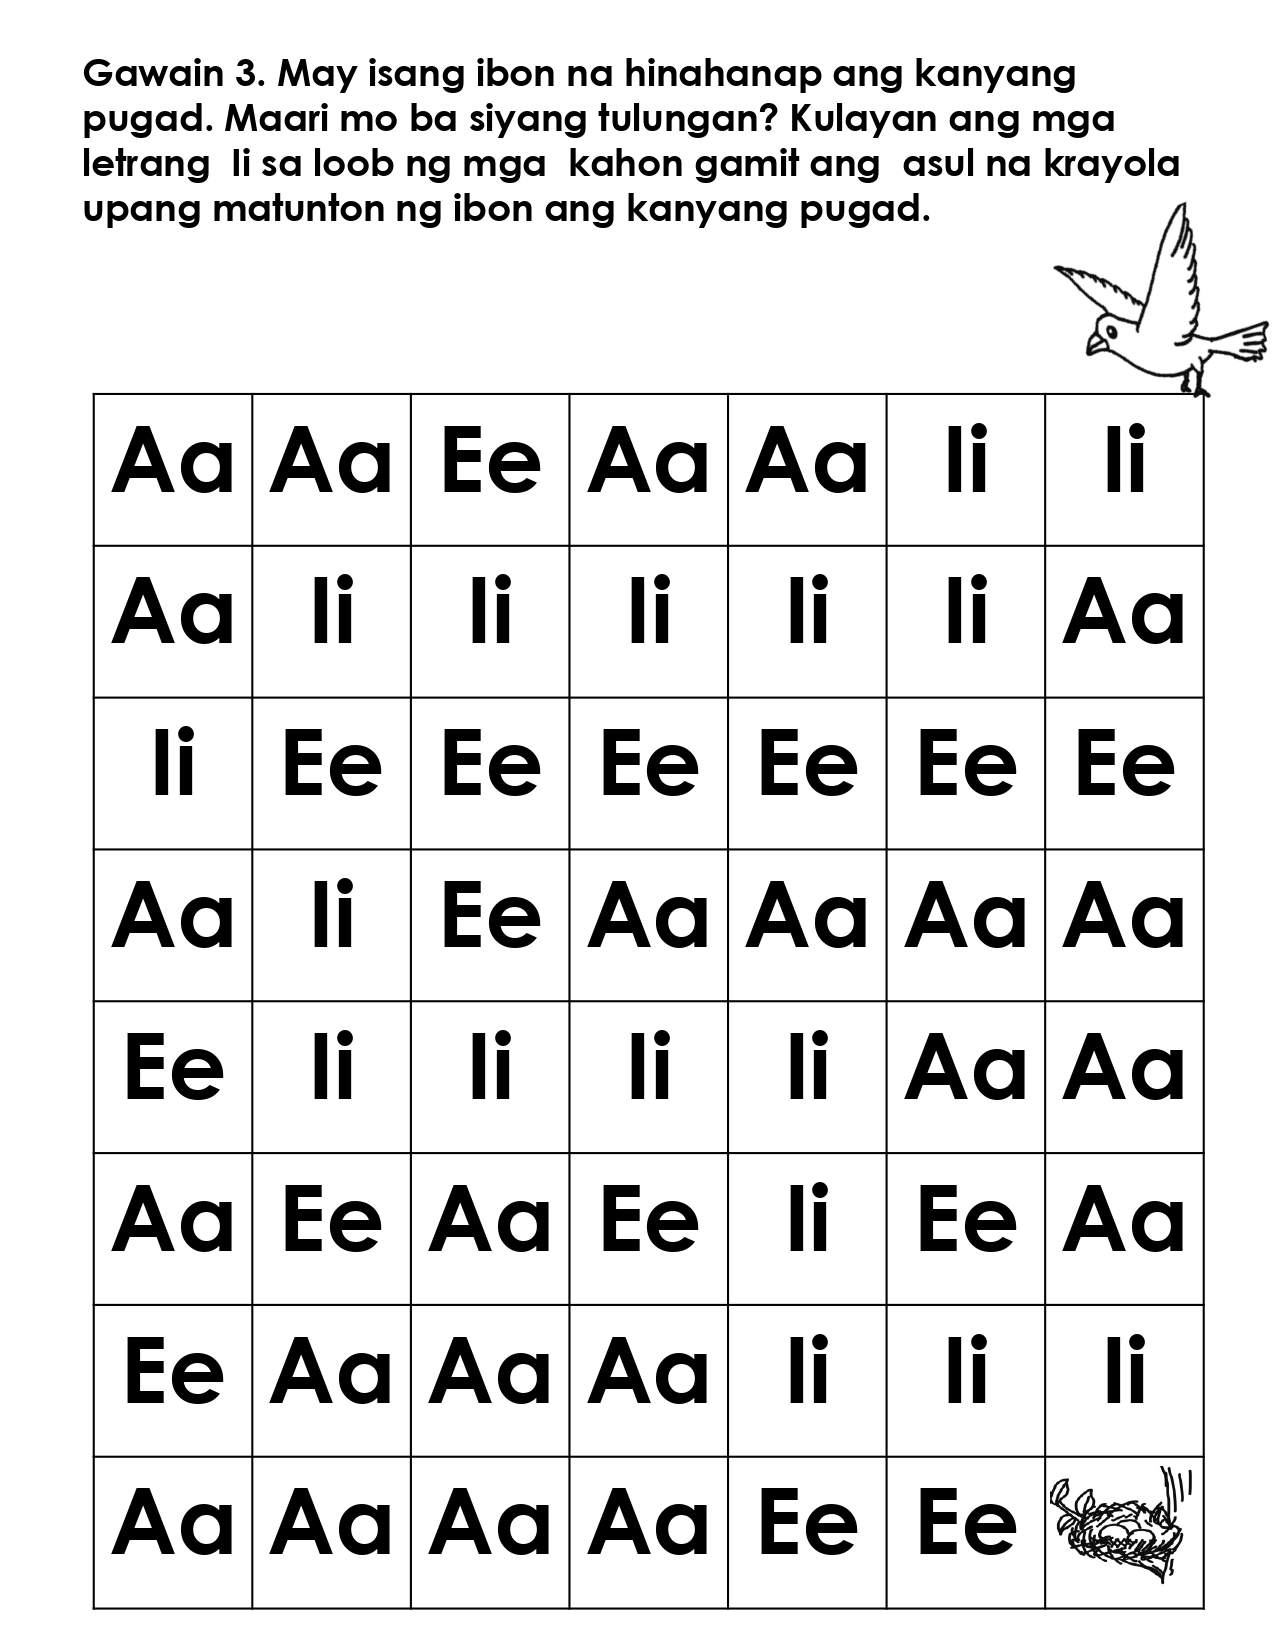 Gawain 3. May isang ibon na hinahanap ang kanyang
pugad. Maari mo ba siyang tulungan? Kulayan ang mga
letrang Ii sa loob ng mga kahon gamit ang asul na krayola
upang matunton ng ibon ang kanyang pugad.
Aa Aa Ee Aa Aa Ii Ii
Aa Ii Ii Ii Ii Ii Aa
Ii Ee Ee Ee Ee Ee Ee
Aa Ii Ee Aa Aa Aa Aa
Ee Ii Ii Ii Ii Aa Aa
Aa Ee Aa Ee Ii Ee Aa
Ee Aa Aa Aa Ii Ii Ii
Aa Aa Aa Aa Ee Ee